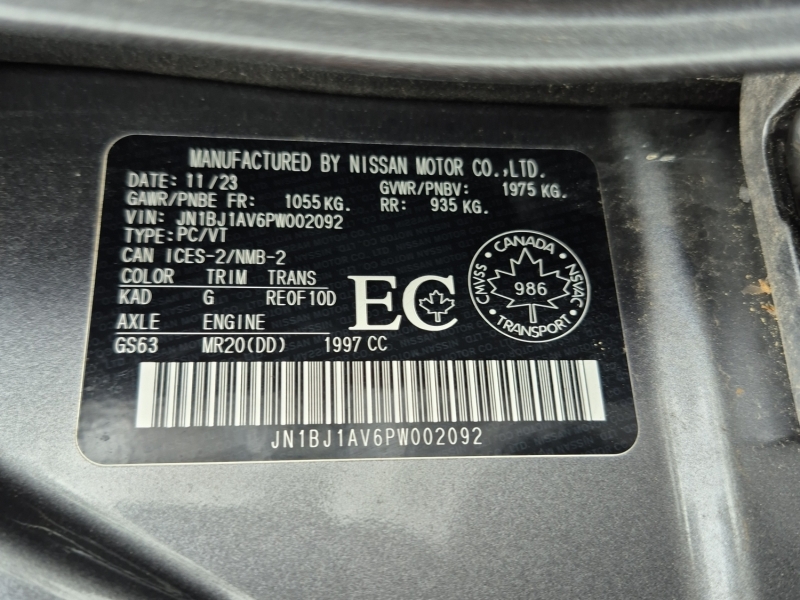 MANUFACTURED BY NISSAN MOTOR CO.,LTD.
DATE: 11/23 GVWR/PNBV: 1975 KG.
GAWR/PNBE FR: 1055 KG. RR: 935 KG.
VIN: JN1BJ1AV6PW002092
TYPE: PC/VT
CAN ICES-2/NMB-2
COLOR TRIM TRANS
KAD G RE0F10D
AXLE ENGINE
GS63 MR20(DD) 1997 CC
EC
CANADA
CMVSS 986 NSVAC
TRANSPORT
JN1BJ1AV6PW002092